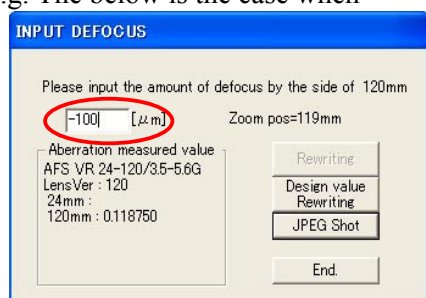 .g. The below is the case when
INPUT DEFOCUS
Please input the amount of defocus by the side of 120mm
-100 [μm] Zoom pos=119mm
Aberration measured value
AFS VR 24-120/3.5-5.6G
LensVer : 120
24mm :
120mm : 0.118750
Rewriting
Design value
Rewriting
JPEG Shot
End.